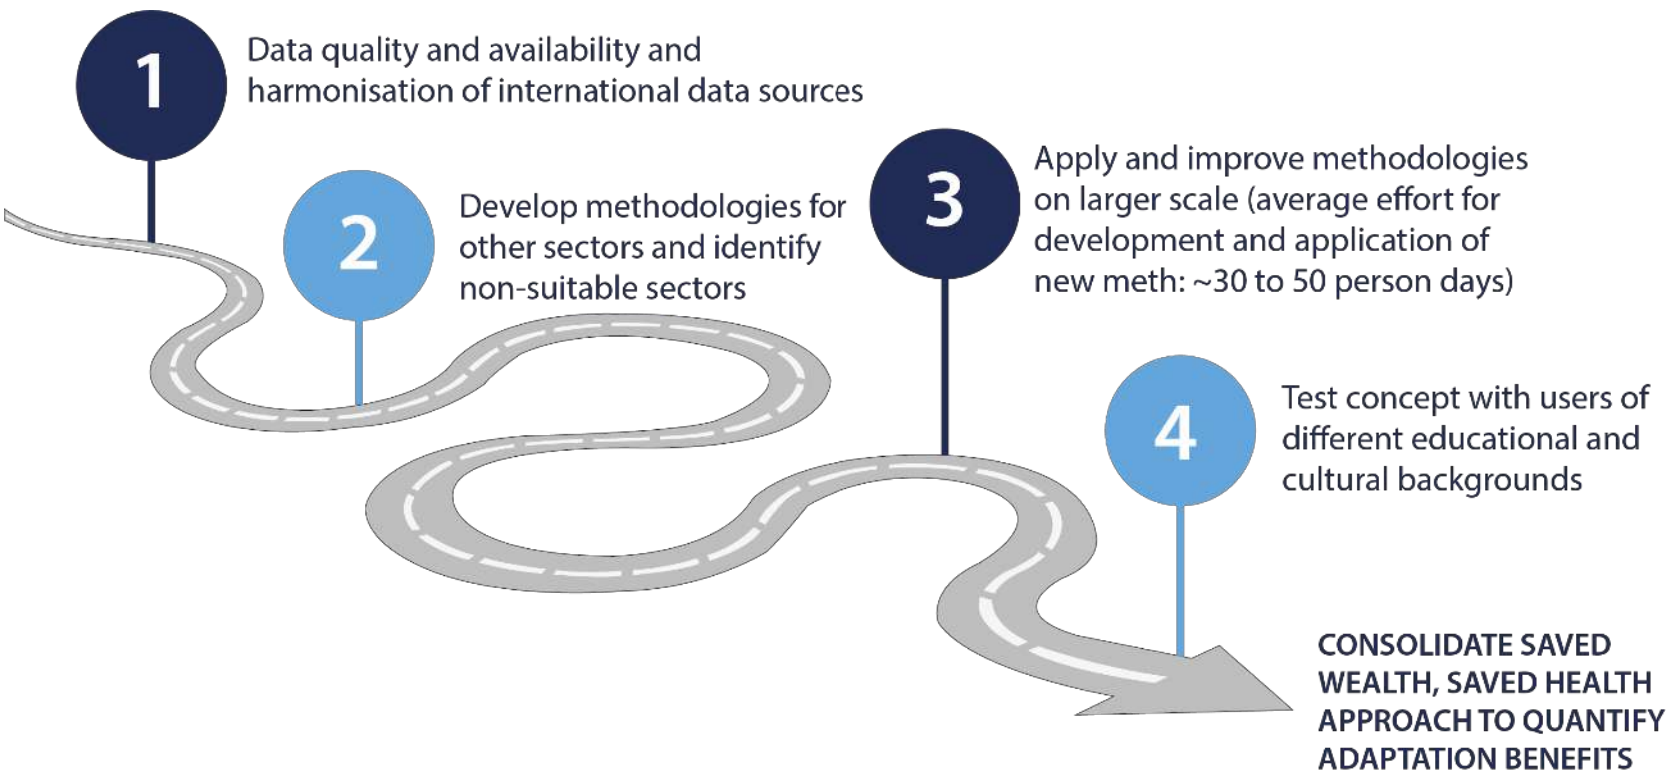 1
Data quality and availability and
harmonisation of international data sources
2
Develop methodologies for
other sectors and identify
non-suitable sectors
3
Apply and improve methodologies
on larger scale (average effort for
development and application of
new meth: ~30 to 50 person days)
4
Test concept with users of
different educational and
cultural backgrounds
CONSOLIDATE SAVED
WEALTH, SAVED HEALTH
APPROACH TO QUANTIFY
ADAPTATION BENEFITS